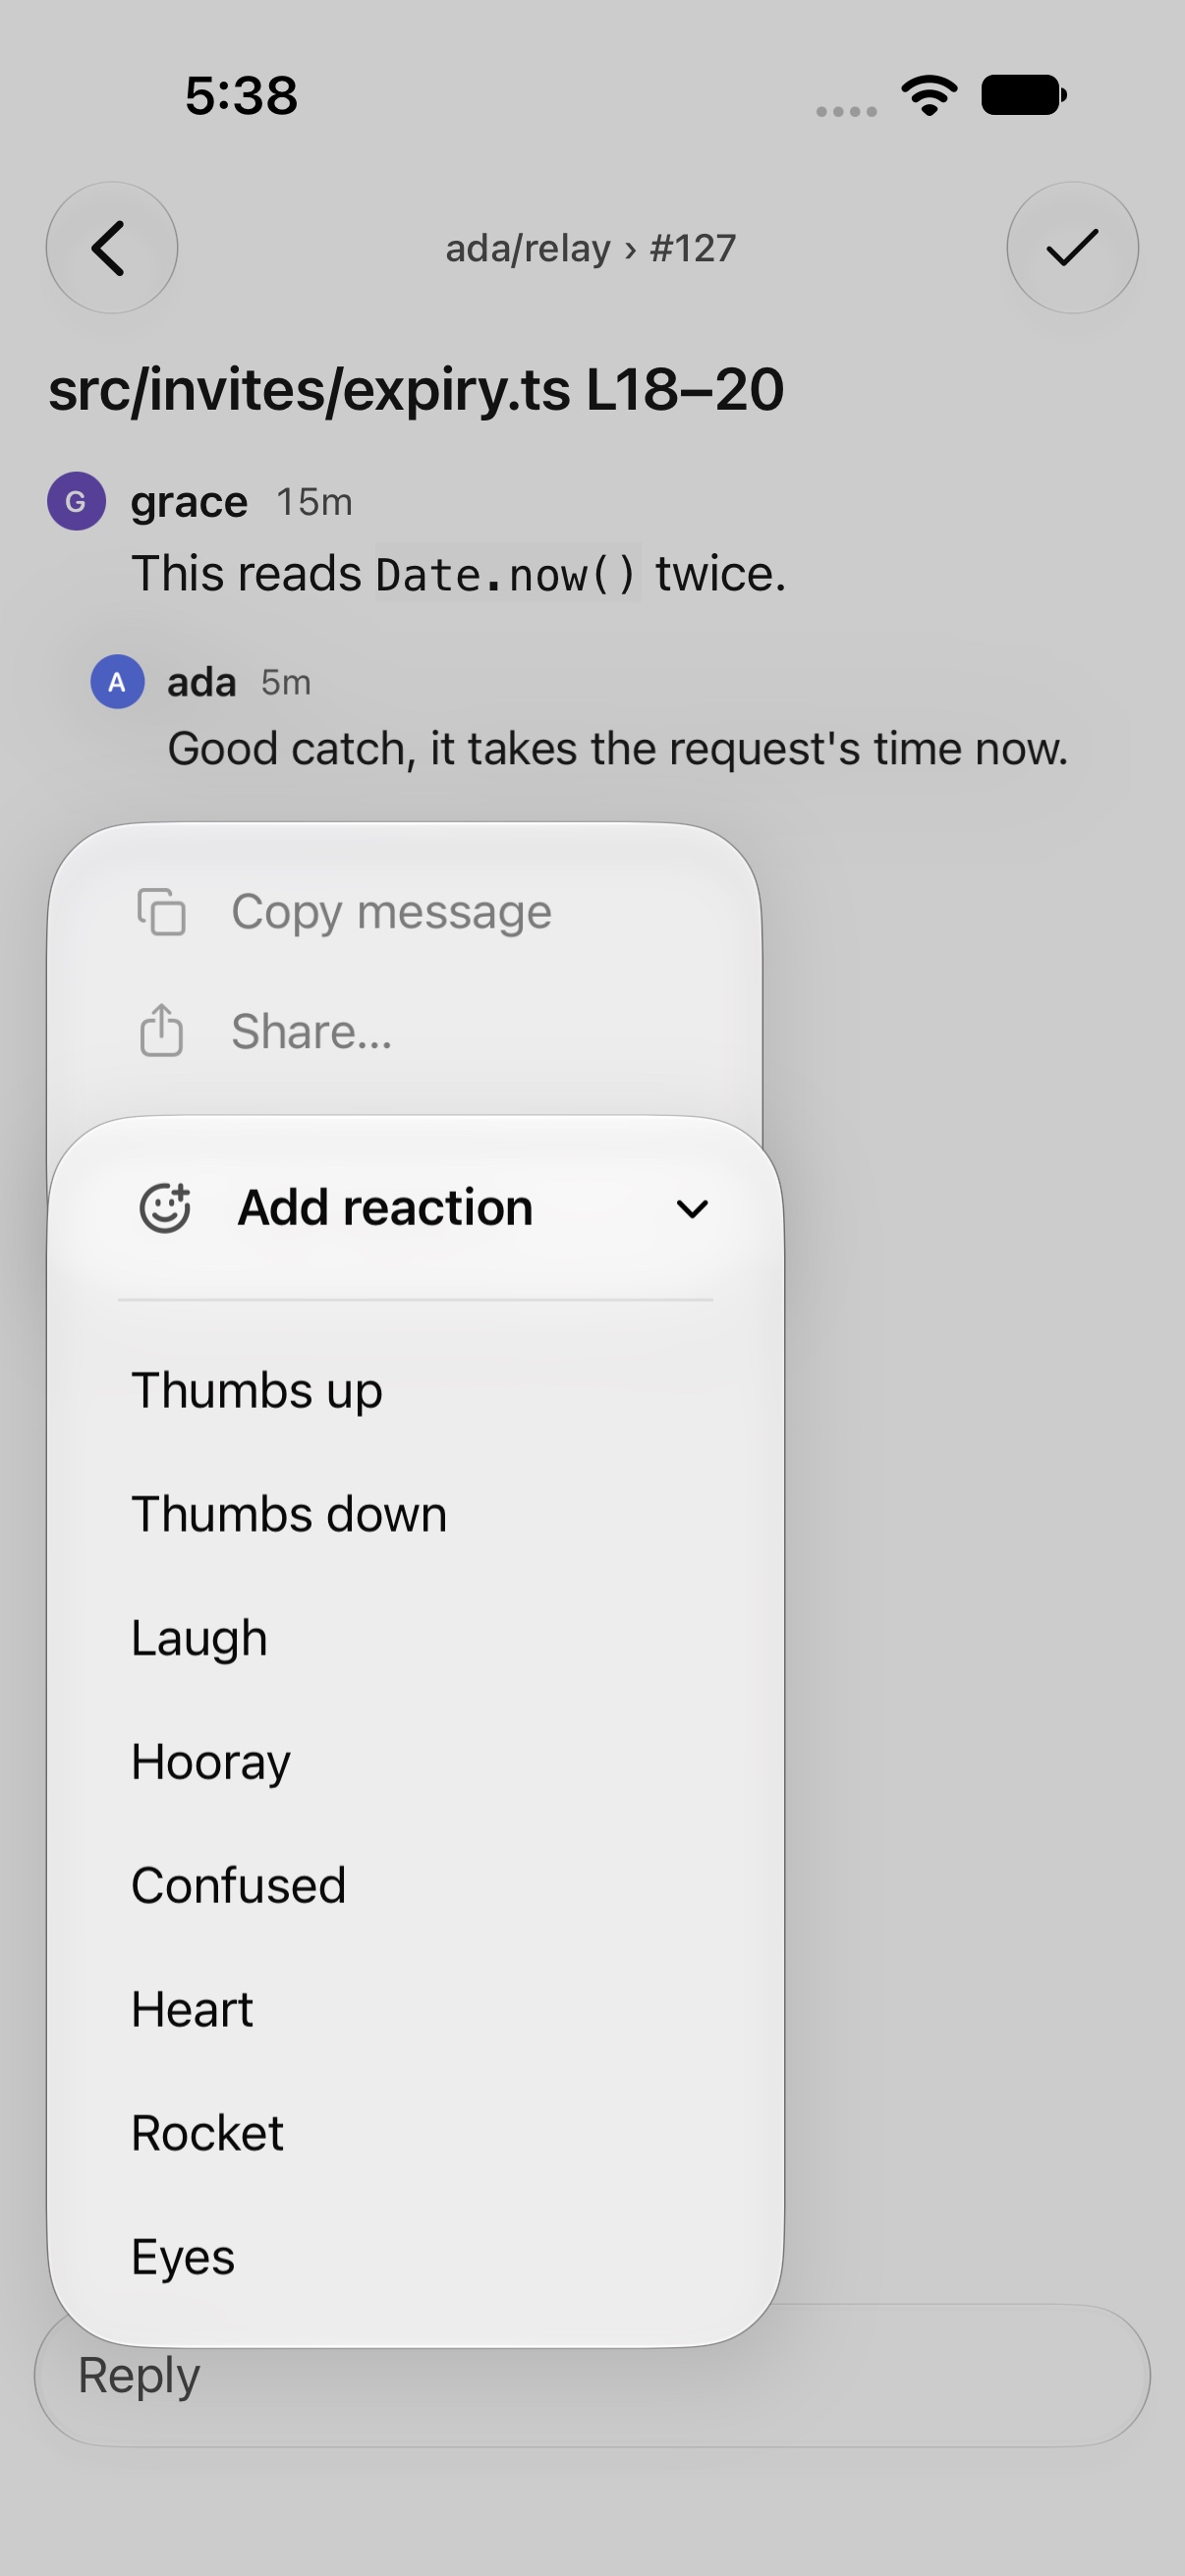 5:38
ada/relay › #127
src/invites/expiry.ts L18–20
G grace 15m
This reads Date.now() twice.
A ada 5m
Good catch, it takes the request's time now.
Copy message
Share...
Add reaction
Thumbs up
Thumbs down
Laugh
Hooray
Confused
Heart
Rocket
Eyes
Reply